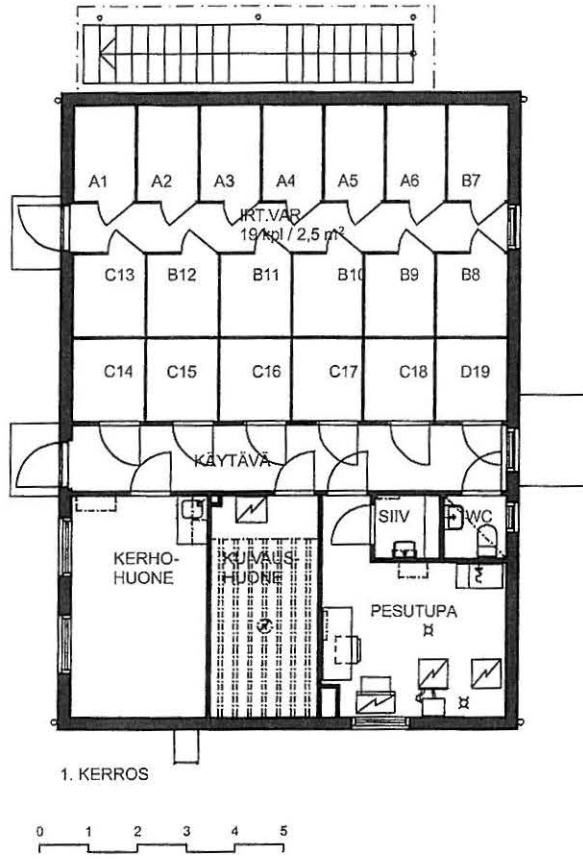 A1 A2 A3 A4 A5 A6 B7
IRT.VAR
19 kpl / 2,5 m²
C13 B12 B11 B10 B9 B8
C14 C15 C16 C17 C18 D19
KÄYTÄVÄ
SIIV WC
KERHO-
HUONE
KUIVAUS-
HUONE
PESUTUPA
1. KERROS
0 1 2 3 4 5